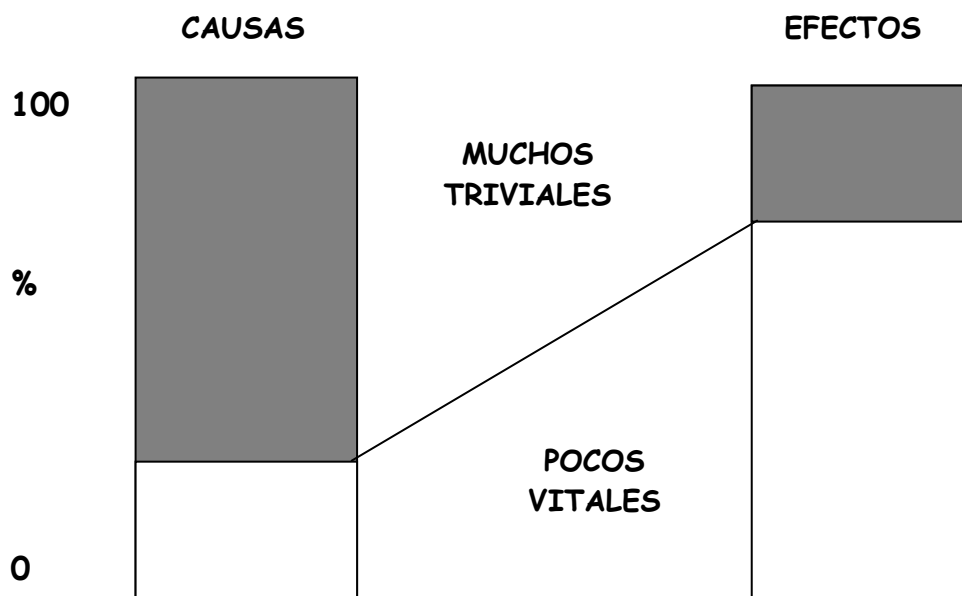 CAUSAS
EFECTOS
100
MUCHOS
TRIVIALES
%
POCOS
VITALES
0